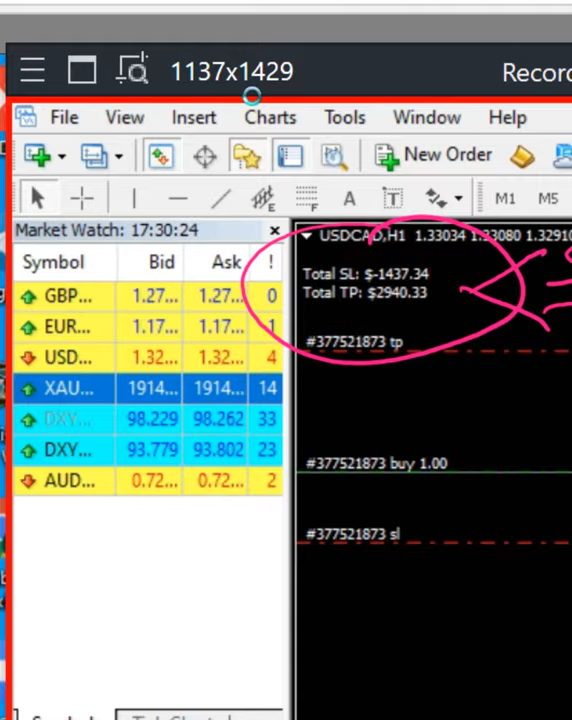 1137x1429 Record
File View Insert Charts Tools Window Help
New Order
A T M1 M5
E F
Market Watch: 17:30:24
Symbol Bid Ask !
GBP... 1.27... 1.27... 0
EUR... 1.17... 1.17... 1
USD... 1.32... 1.32... 4
XAU... 1914... 1914... 14
DXY... 98.229 98.262 33
DXY... 93.779 93.802 23
AUD... 0.72... 0.72... 2
USDCAD,H1 1.33034 1.33080 1.32910
Total SL: $-1437.34
Total TP: $2940.33
#377521873 tp
#377521873 buy 1.00
#377521873 sl